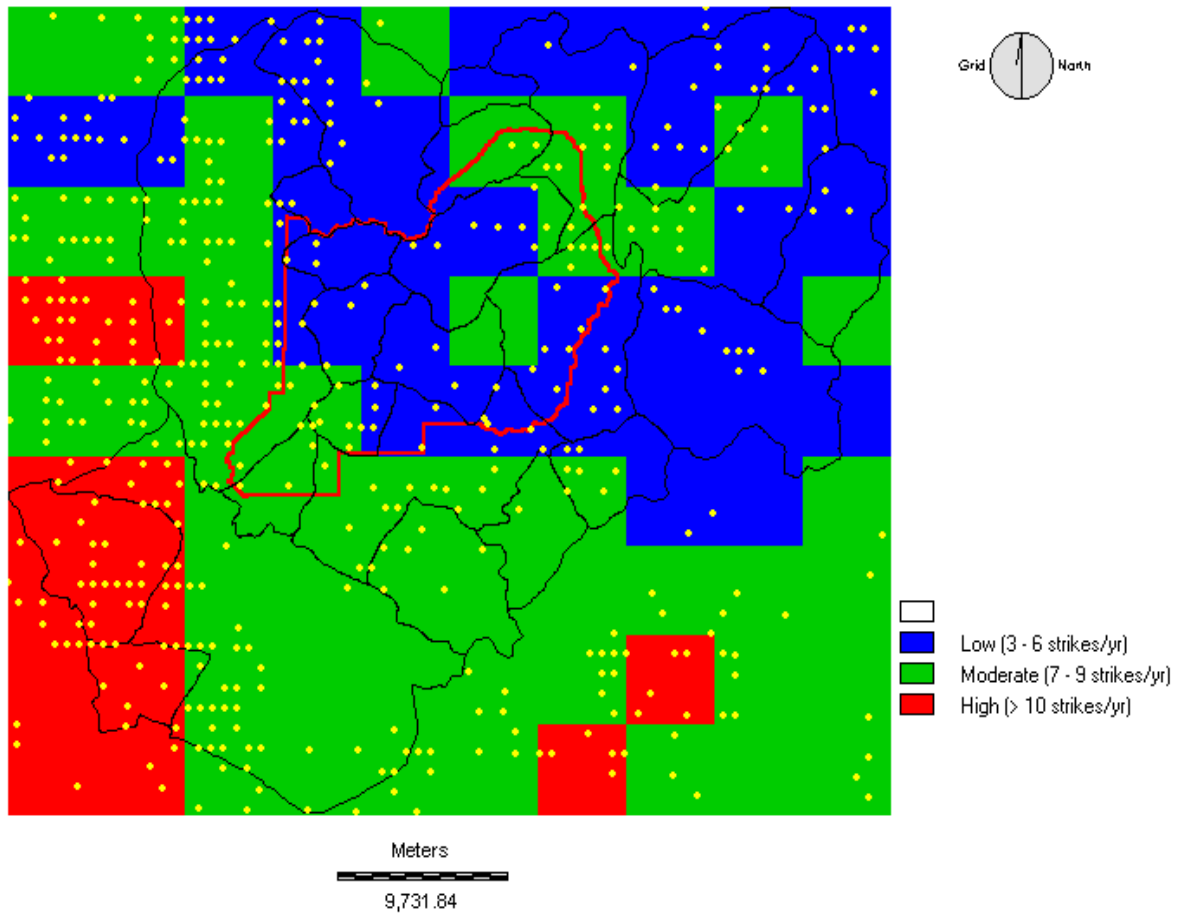 Grid North
Low (3 - 6 strikes/yr)
Moderate (7 - 9 strikes/yr)
High (> 10 strikes/yr)
Meters
9,731.84